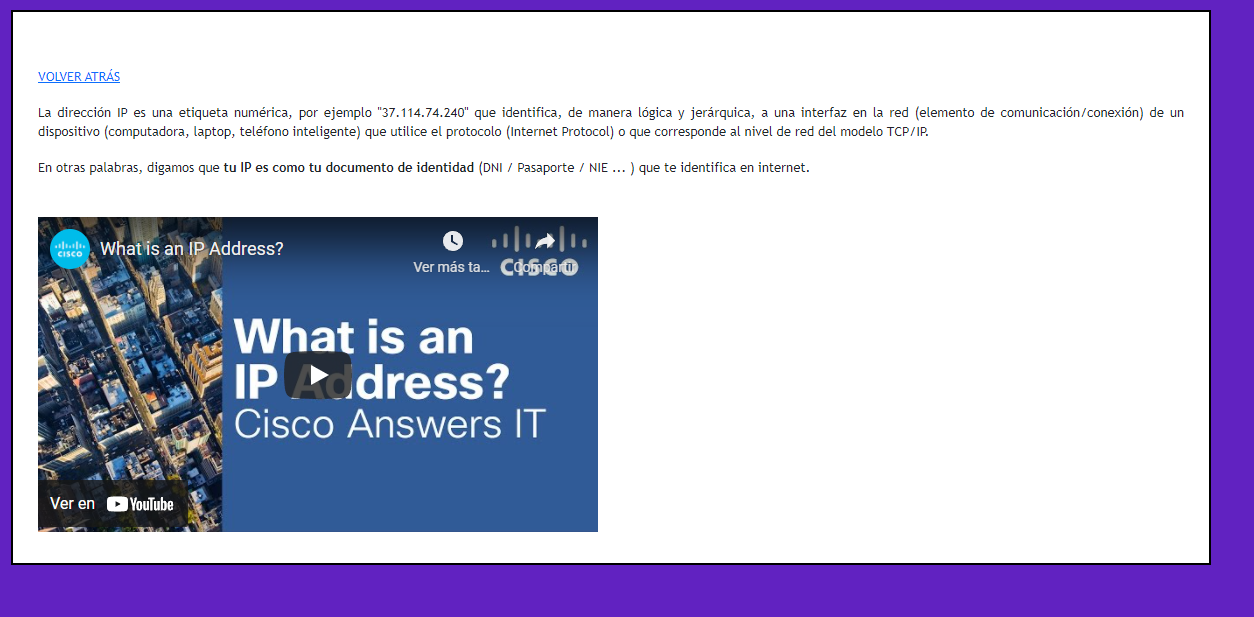 VOLVER ATRÁS
La dirección IP es una etiqueta numérica, por ejemplo "37.114.74.240" que identifica, de manera lógica y jerárquica, a una interfaz en la red (elemento de comunicación/conexión) de un
dispositivo (computadora, laptop, teléfono inteligente) que utilice el protocolo (Internet Protocol) o que corresponde al nivel de red del modelo TCP/IP.
En otras palabras, digamos que tu IP es como tu documento de identidad (DNI / Pasaporte / NIE ... ) que te identifica en internet.
CISCO
What is an IP Address?
Ver más ta...
Compartir
CISCO
What is an
IP Address?
Cisco Answers IT
Ver en YouTube